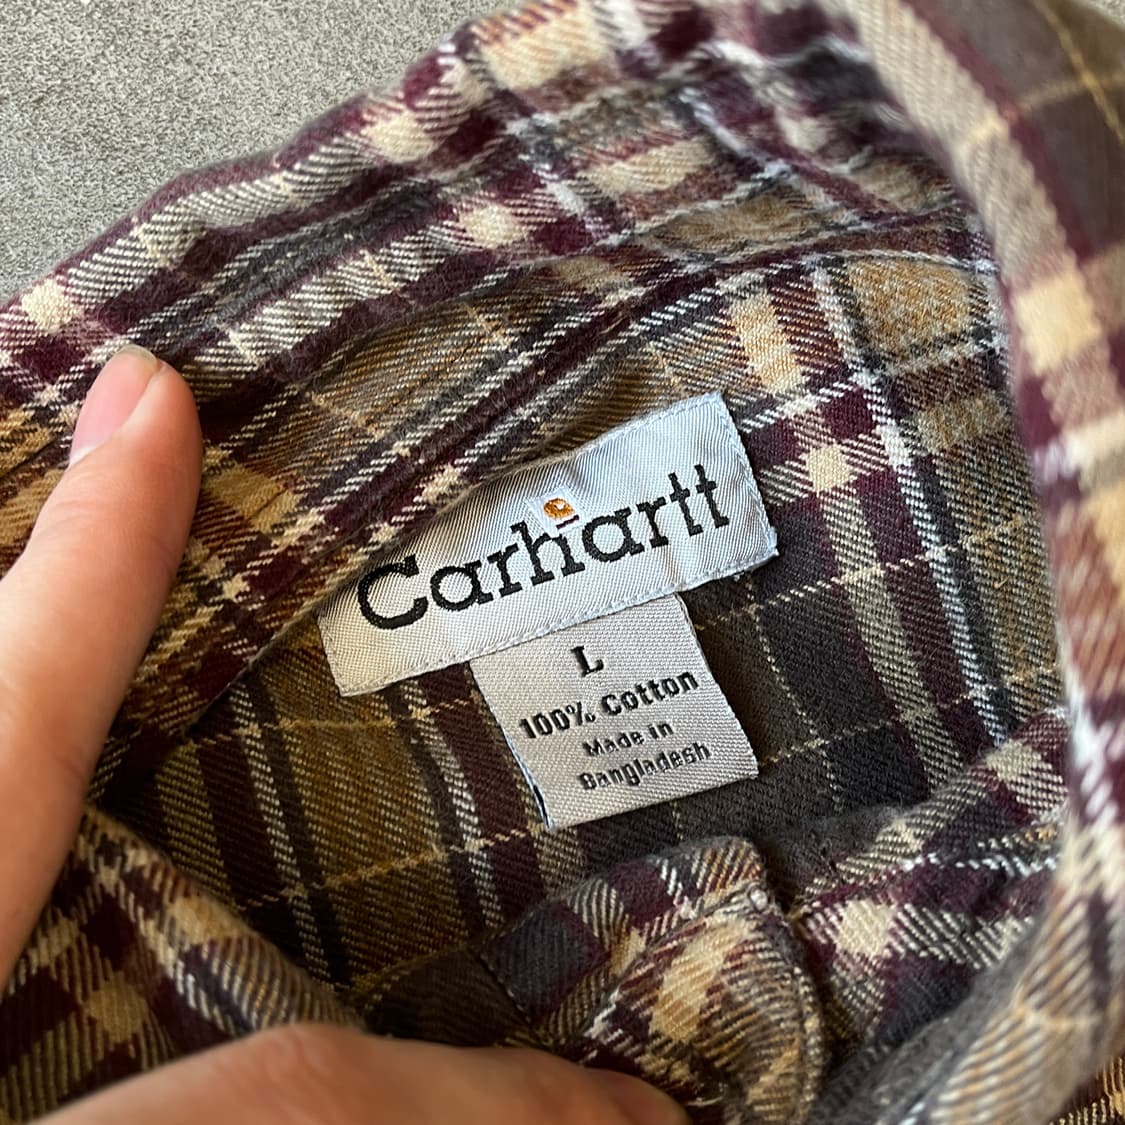 Carhartt
L
100% Cotton
Made in
Bangladesh